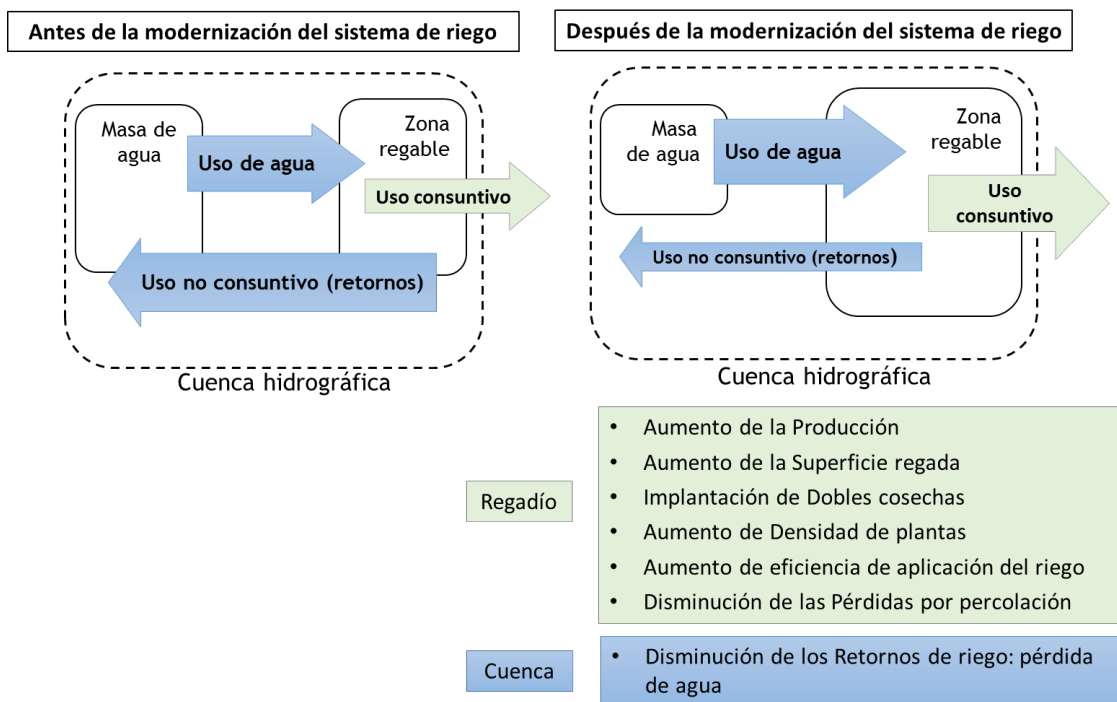 Antes de la modernización del sistema de riego
Masa de
agua
Zona
regable
Uso de agua
Uso consuntivo
Uso no consuntivo (retornos)
Cuenca hidrográfica
Después de la modernización del sistema de riego
Masa
de agua
Zona
regable
Uso de agua
Uso
consuntivo
Uso no consuntivo (retornos)
Cuenca hidrográfica
Regadío
• Aumento de la Producción
• Aumento de la Superficie regada
• Implantación de Dobles cosechas
• Aumento de Densidad de plantas
• Aumento de eficiencia de aplicación del riego
• Disminución de las Pérdidas por percolación
Cuenca
• Disminución de los Retornos de riego: pérdida
de agua